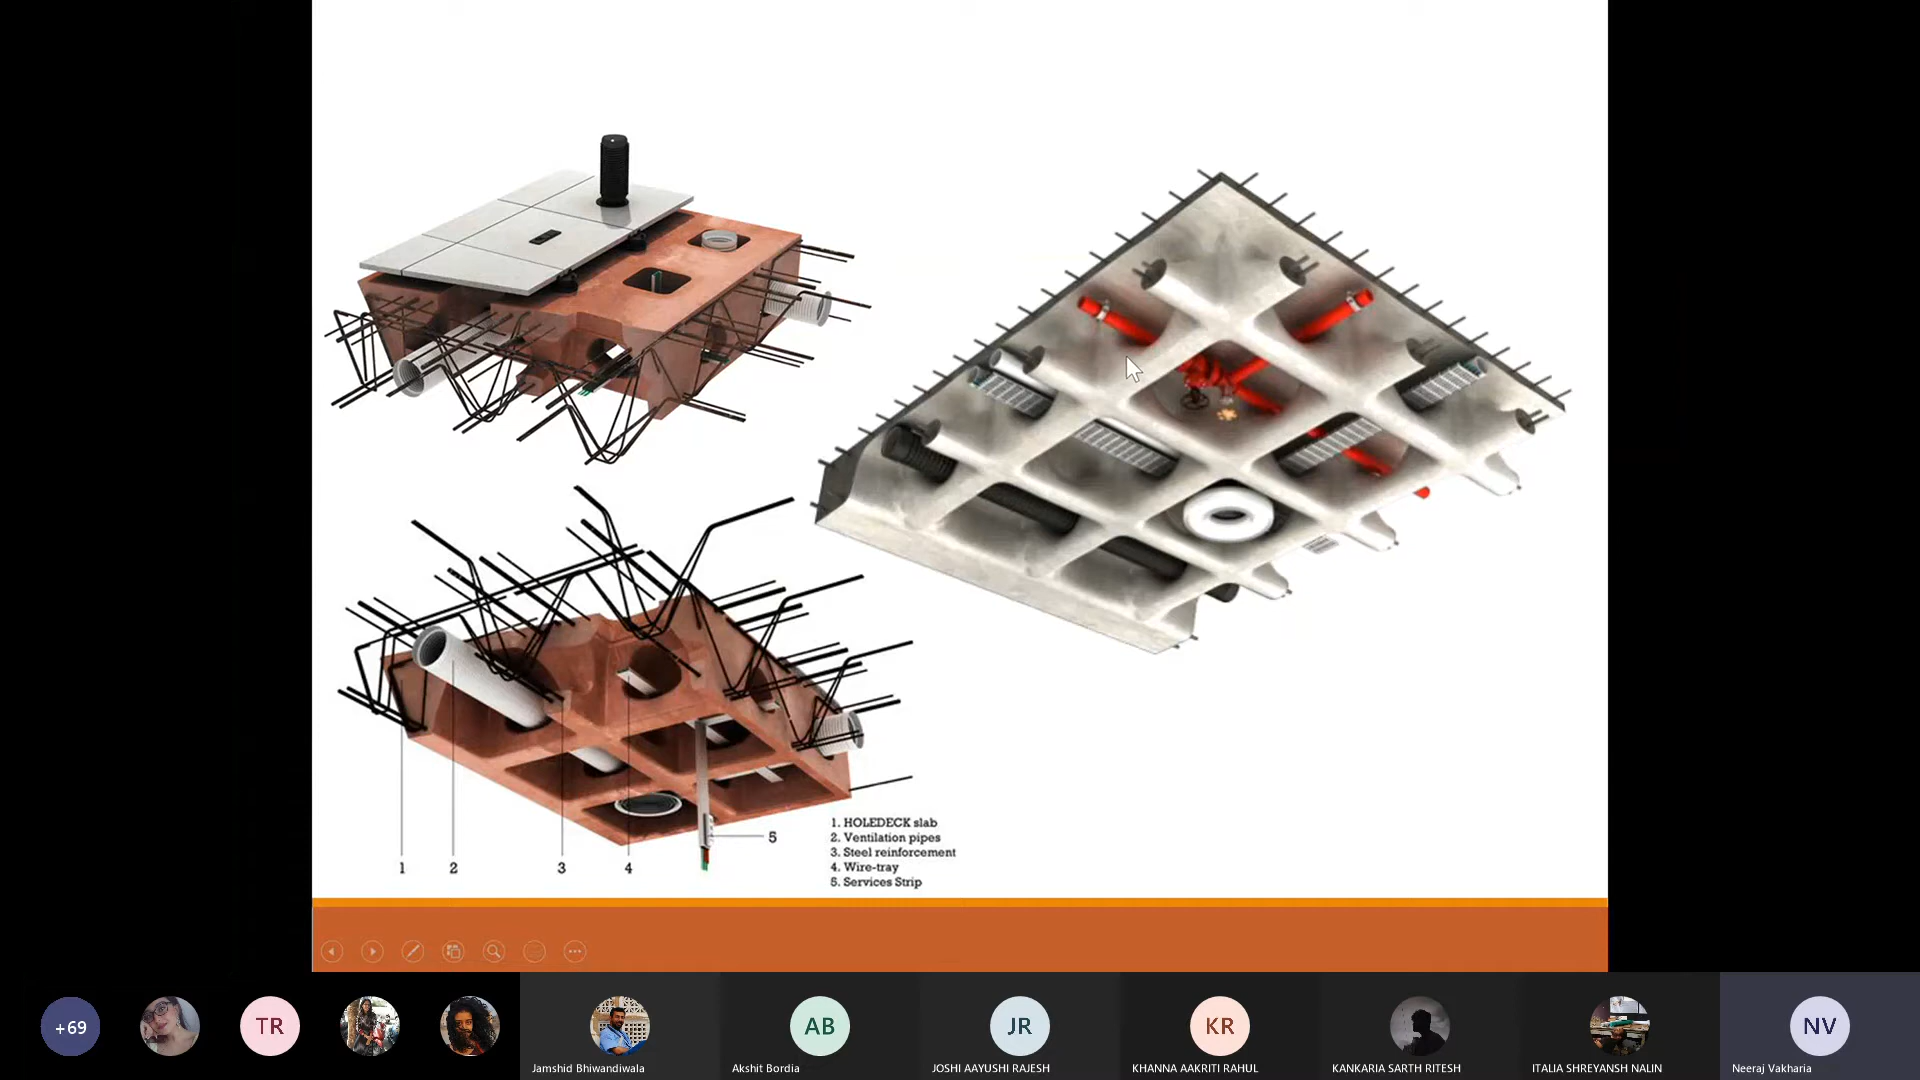 1. HOLEDECK slab
2. Ventilation pipes
3. Steel reinforcement
4. Wire-tray
5. Services Strip
5
1 2 3 4
+69
TR
AB
JR
KR
NV
Jamshid Bhiwandiwala
Akshit Bordia
JOSHI AAYUSHI RAJESH
KHANNA AAKRITI RAHUL
KANKARIA SARTH RITESH
ITALIA SHREYANSH NALIN
Neeraj Vakharia